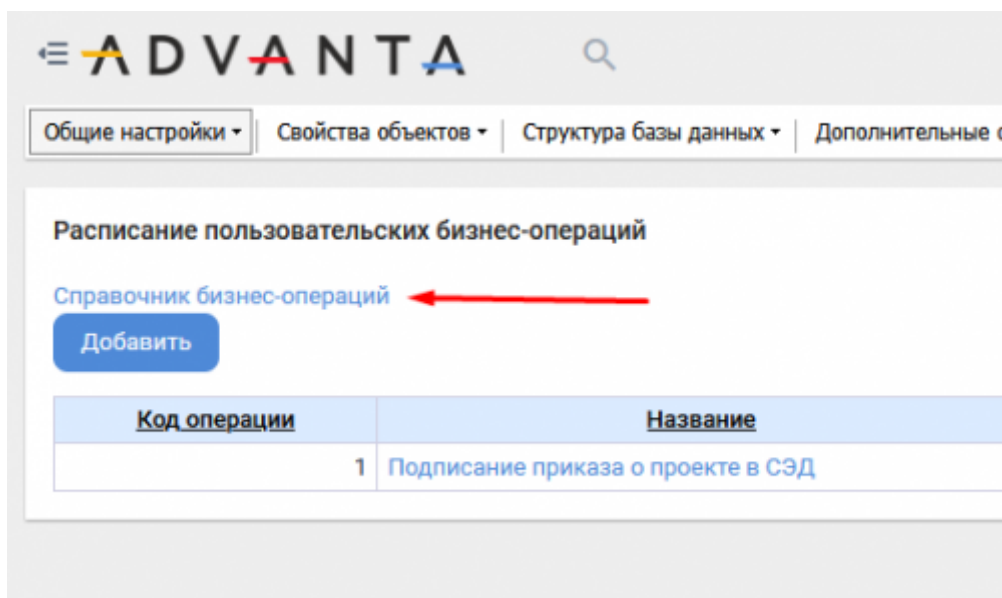 ADVANTA
Общие настройки Свойства объектов Структура базы данных Дополнительные
Расписание пользовательских бизнес-операций
Справочник бизнес-операций
Добавить
Код операции Название
1 Подписание приказа о проекте в СЭД